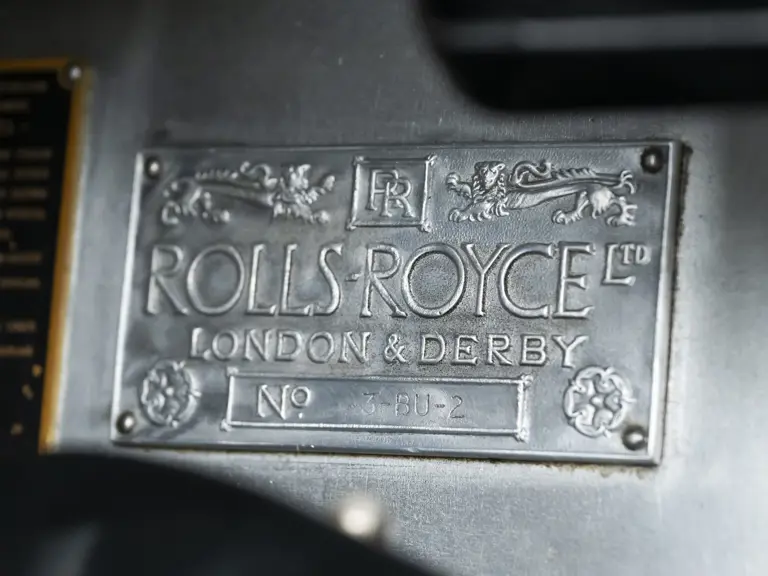 RR
ROLLS-ROYCE LTD
LONDON & DERBY
No 3-BU-2